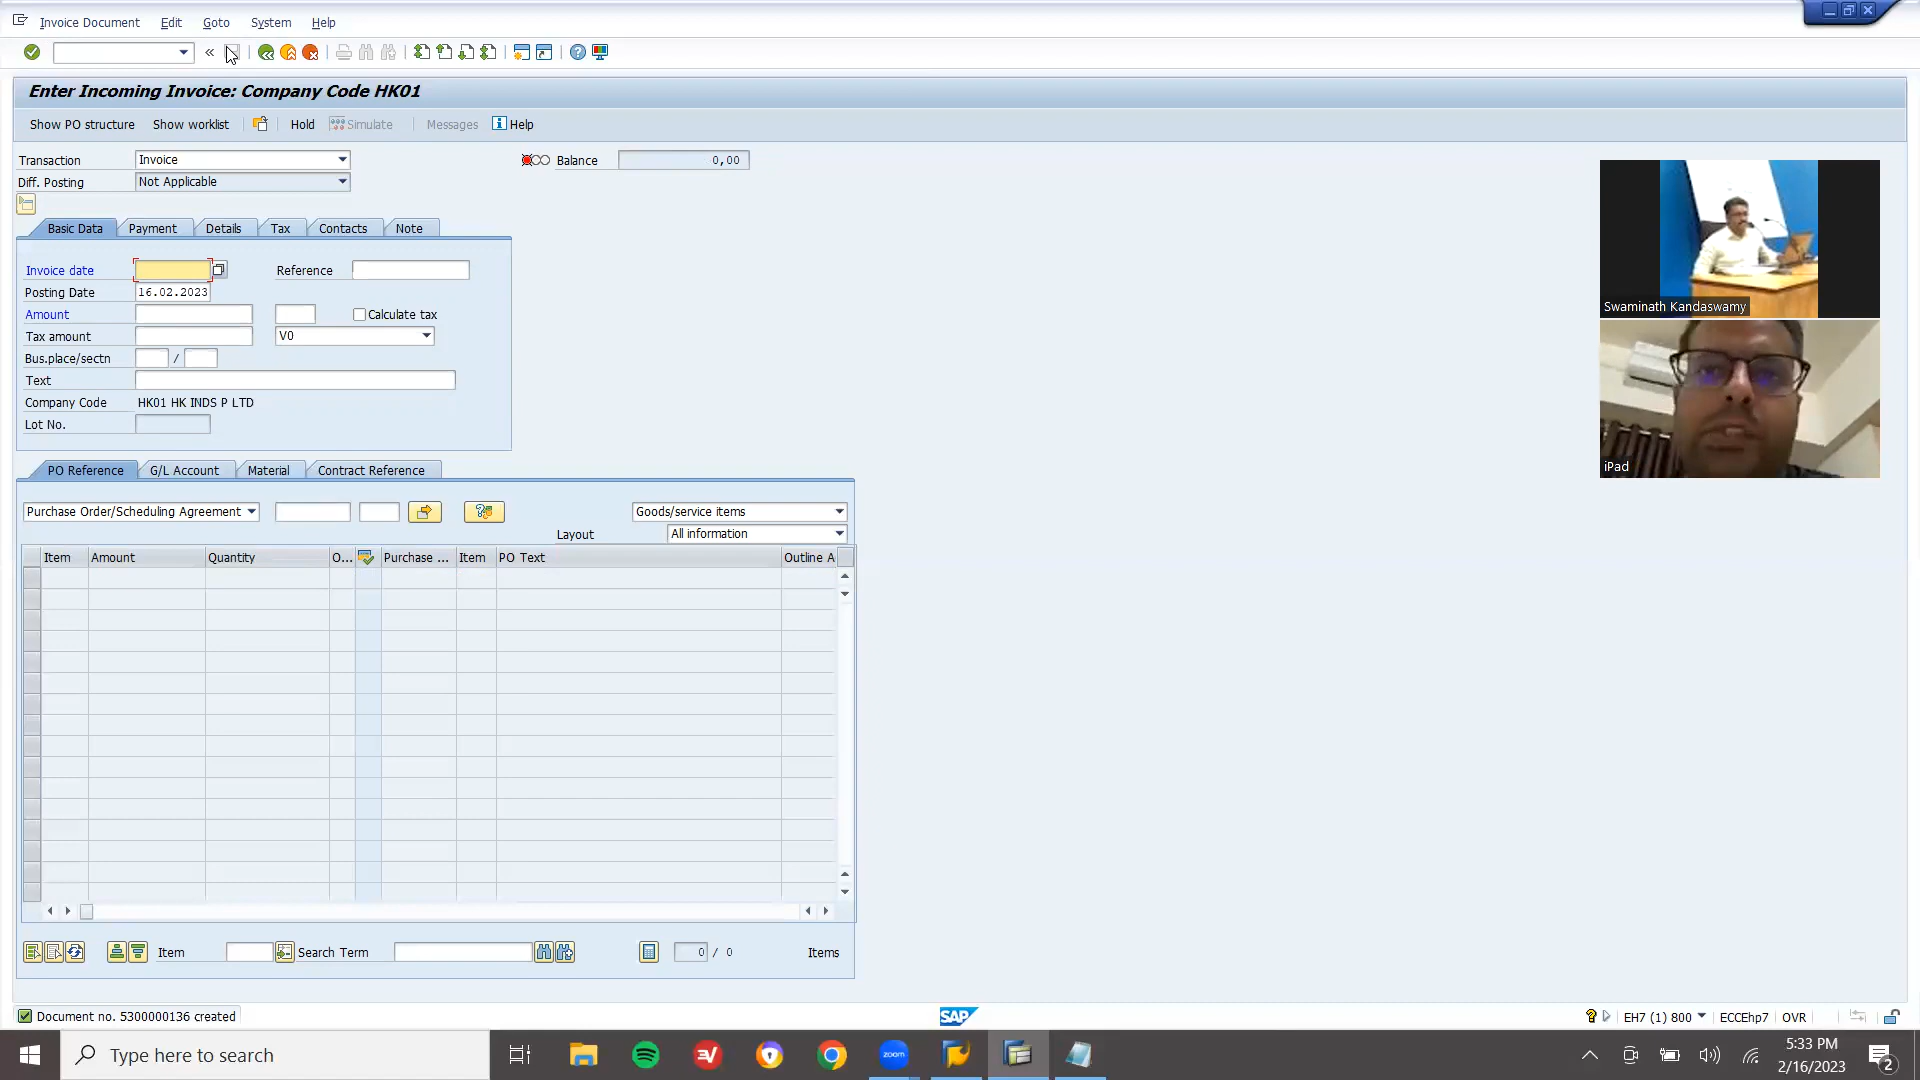 Invoice Document Edit Goto System Help
Enter Incoming Invoice: Company Code HK01
Show PO structure Show worklist Hold Simulate Messages Help
Transaction Invoice Balance 0,00
Diff. Posting Not Applicable
Basic Data Payment Details Tax Contacts Note
Invoice date Reference
Posting Date 16.02.2023
Amount Calculate tax
Tax amount V0
Bus.place/sectn /
Text
Company Code HK01 HK INDS P LTD
Lot No.
PO Reference G/L Account Material Contract Reference
Purchase Order/Scheduling Agreement Goods/service items
Layout All information
Item Amount Quantity O... Purchase ... Item PO Text Outline A
Item Search Term 0 / 0 Items
Document no. 5300000136 created SAP EH7 (1) 800 ECCEhp7 OVR
Swaminath Kandaswamy
iPad
Type here to search zoom 5:33 PM
2/16/2023 2